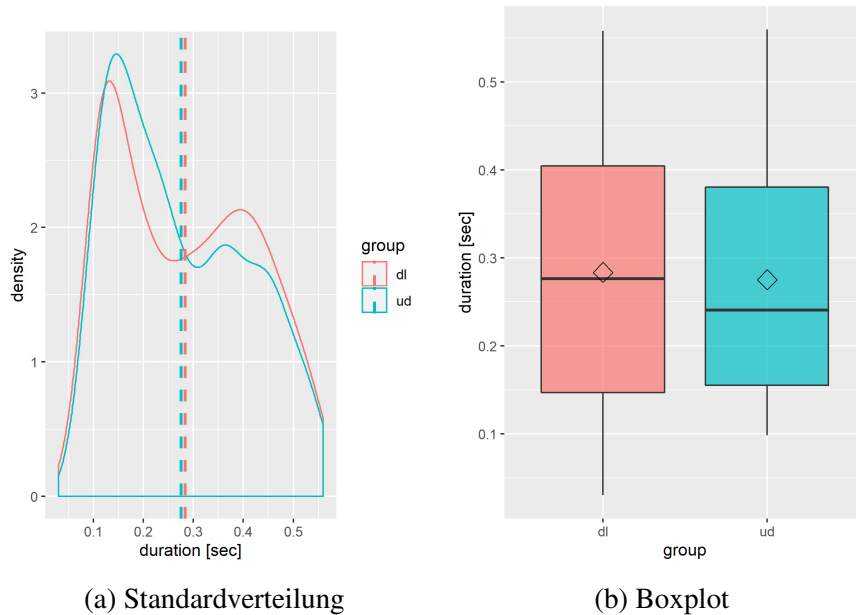 density
3
2
1
0
0.1 0.2 0.3 0.4 0.5
duration [sec]
group
dl
ud
(a) Standardverteilung
duration [sec]
0.5
0.4
0.3
0.2
0.1
dl ud
group
(b) Boxplot